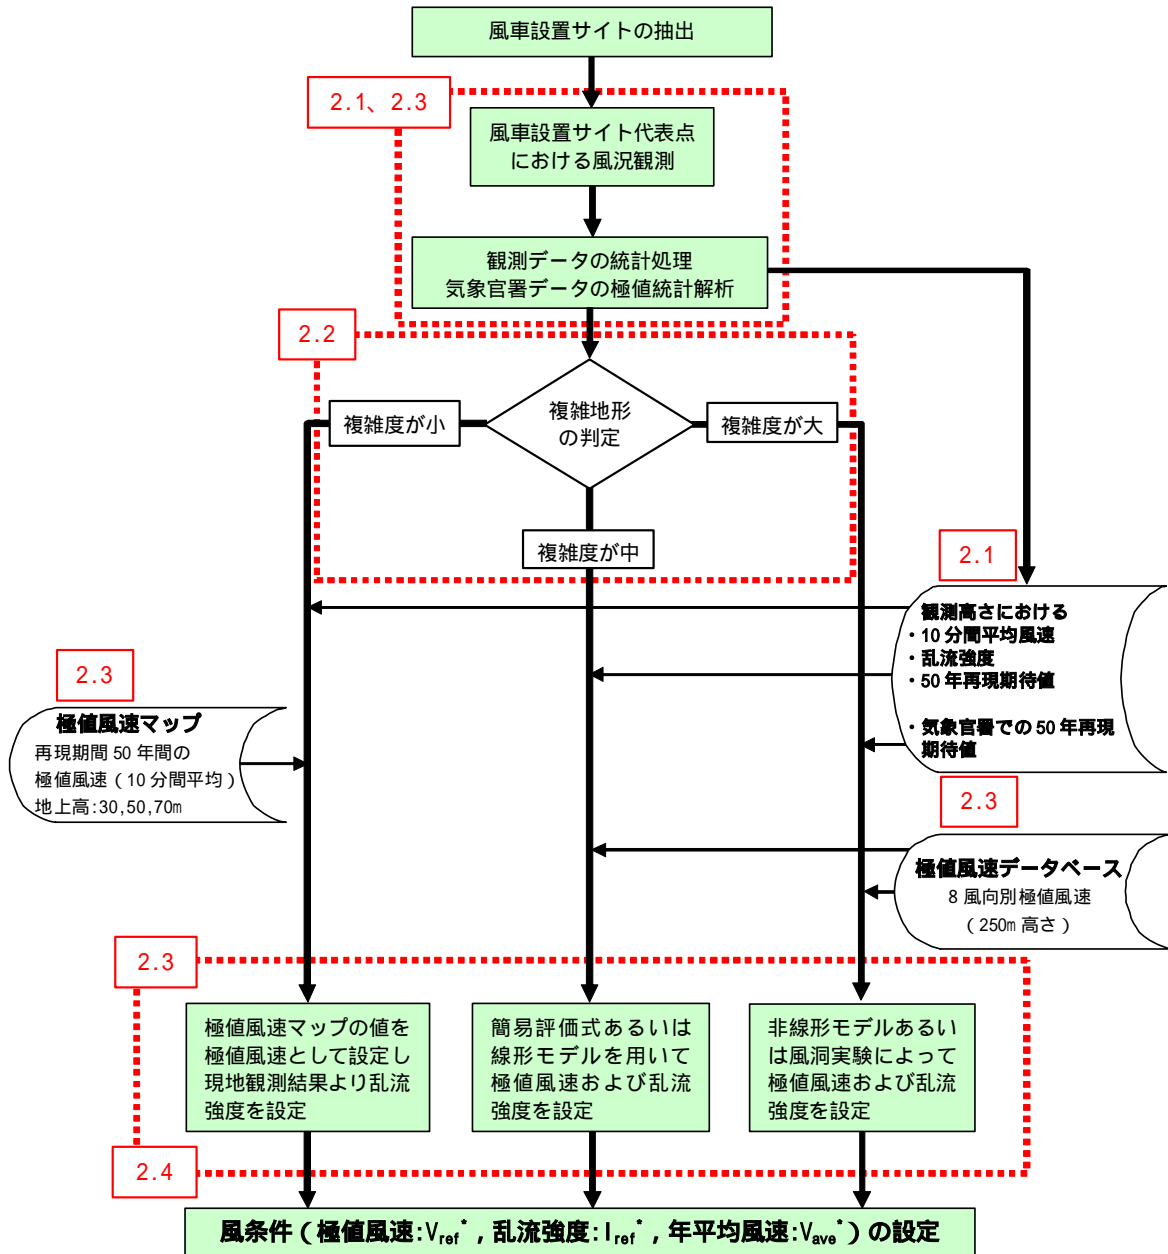 風車設置サイトの抽出
2.1、2.3
風車設置サイト代表点
における風況観測
観測データの統計処理
気象官署データの極値統計解析
2.2
複雑地形
の判定
複雑度が小
複雑度が大
複雑度が中
2.1
観測高さにおける
・10分間平均風速
・乱流強度
・50年再現期待値
・気象官署での50年再現
期待値
2.3
極値風速マップ
再現期間50年間の
極値風速（10分間平均）
地上高:30,50,70m
2.3
極値風速データベース
8風向別極値風速
（250m高さ）
2.3
極値風速マップの値を
極値風速として設定し
現地観測結果より乱流
強度を設定
簡易評価式あるいは
線形モデルを用いて
極値風速および乱流
強度を設定
非線形モデルあるい
は風洞実験によって
極値風速および乱流
強度を設定
2.4
風条件（極値風速:Vref*，乱流強度:Iref*，年平均風速:Vave*）の設定